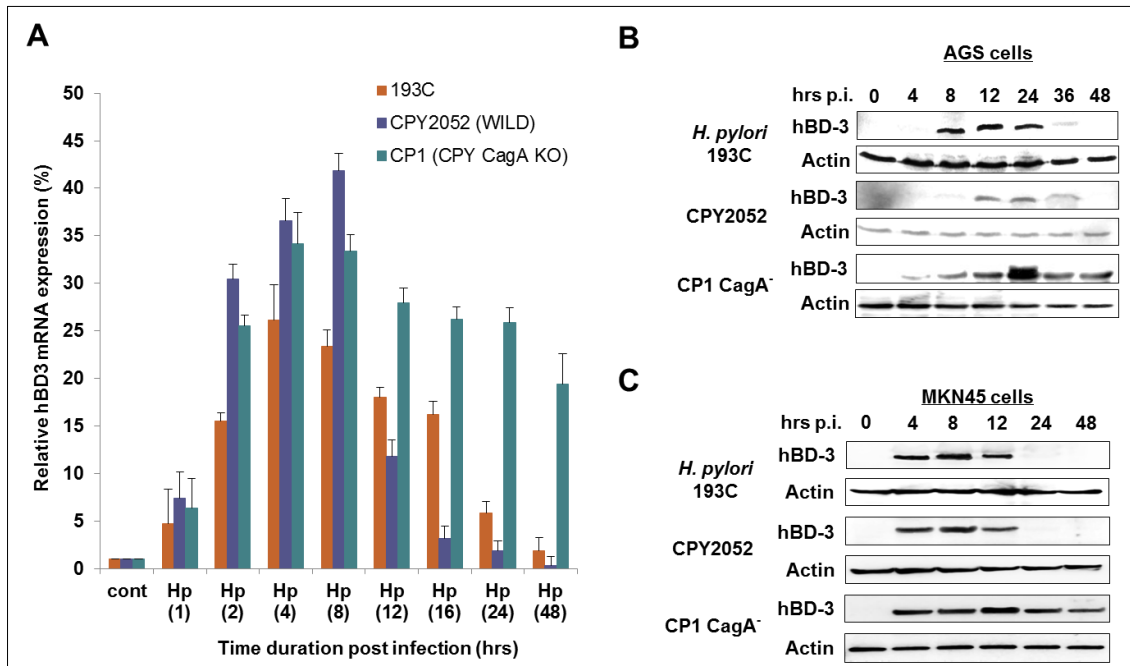 A
193C
CPY2052 (WILD)
CP1 (CPY CagA KO)
Relative hBD3 mRNA expression (%)
50
45
40
35
30
25
20
15
10
5
0
cont Hp Hp Hp Hp Hp Hp Hp Hp
(1) (2) (4) (8) (12) (16) (24) (48)
Time duration post infection (hrs)
B
AGS cells
hrs p.i. 0 4 8 12 24 36 48
H. pylori
193C
hBD-3
Actin
CPY2052
hBD-3
Actin
CP1 CagA-
hBD-3
Actin
C
MKN45 cells
hrs p.i. 0 4 8 12 24 48
H. pylori
193C
hBD-3
Actin
CPY2052
hBD-3
Actin
CP1 CagA-
hBD-3
Actin